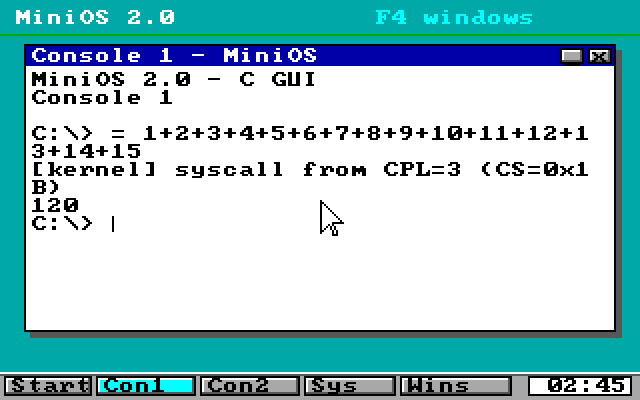 MiniOS 2.0 F4 windows
Console 1 - MiniOS
MiniOS 2.0 - C GUI
Console 1
C:\> = 1+2+3+4+5+6+7+8+9+10+11+12+1
3+14+15
[kernel] syscall from CPL=3 (CS=0x1
B)
120
C:\>
Start Con1 Con2 Sys Wins 02:45